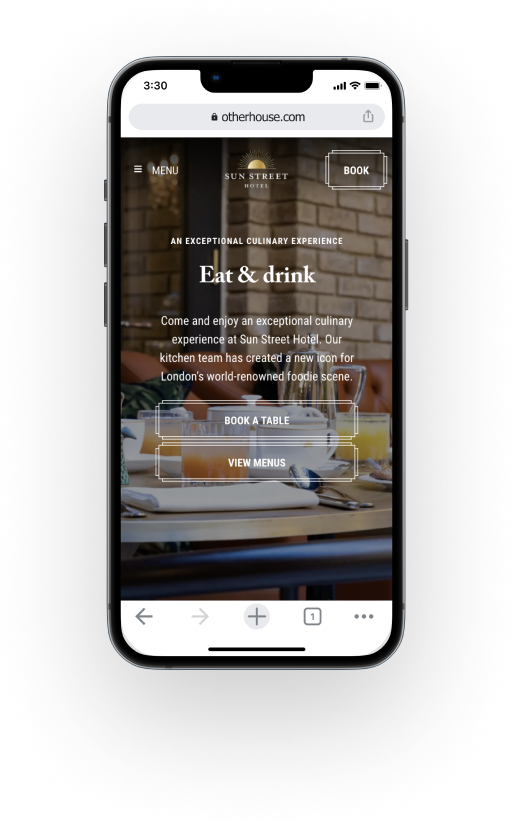 3:30
otherhouse.com
MENU
SUN STREET
HOTEL
BOOK
AN EXCEPTIONAL CULINARY EXPERIENCE
Eat & drink
Come and enjoy an exceptional culinary
experience at Sun Street Hotel. Our
kitchen team has created a new icon for
London's world-renowned foodie scene.
BOOK A TABLE
VIEW MENUS
1